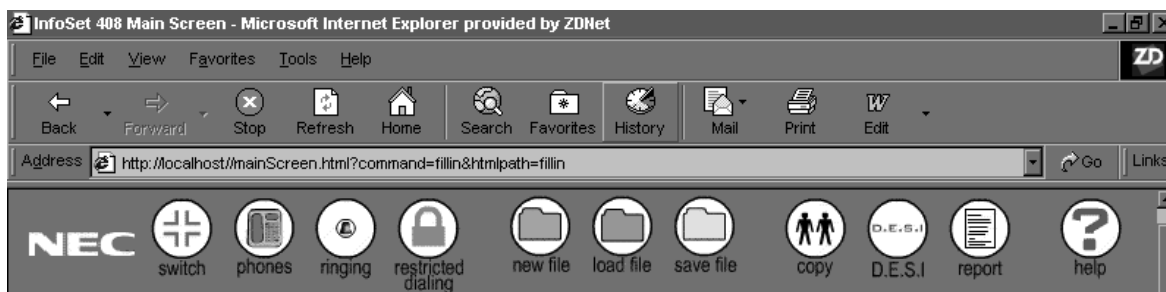 InfoSet 408 Main Screen - Microsoft Internet Explorer provided by ZDNet
File Edit View Favorites Tools Help
ZD
Back Forward Stop Refresh Home Search Favorites History Mail Print Edit
Address http://localhost//mainScreen.html?command=fillin&htmlpath=fillin Go Links
NEC
switch phones ringing restricted dialing new file load file save file copy D.E.S.I D.E.S.I report help